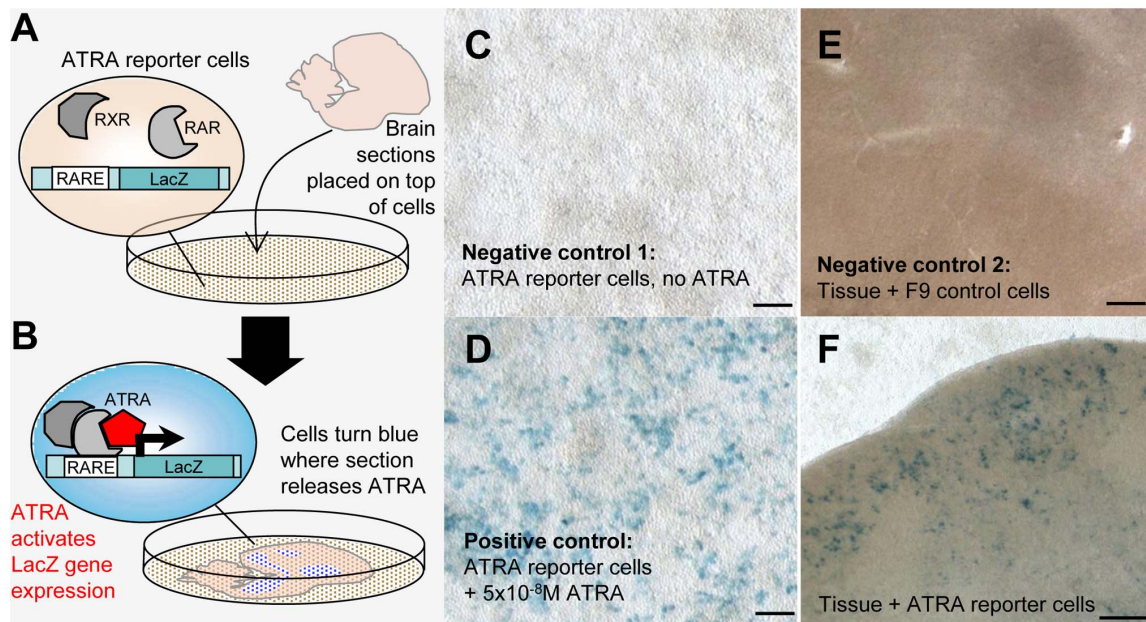 A
ATRA reporter cells
RXR
RAR
RARE
LacZ
Brain
sections
placed on top
of cells
B
ATRA
RARE
LacZ
Cells turn blue
where section
releases ATRA
ATRA
activates
LacZ gene
expression
C
Negative control 1:
ATRA reporter cells, no ATRA
D
Positive control:
ATRA reporter cells
+ 5x10-8M ATRA
E
Negative control 2:
Tissue + F9 control cells
F
Tissue + ATRA reporter cells